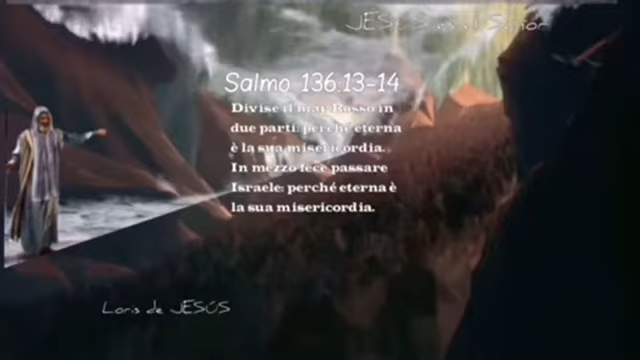 Salmo 136:13-14
Divise il mar Rosso in
due parti: perché eterna
è la sua misericordia.
In mezzo fece passare
Israele: perché eterna è
la sua misericordia.
Loris de JESÚS